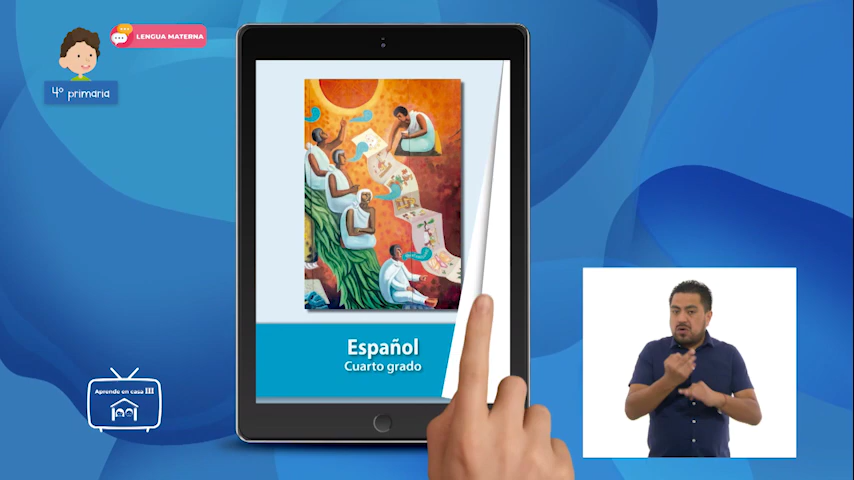 LENGUA MATERNA
4º primaria
Español
Cuarto grado
Aprende en casa III